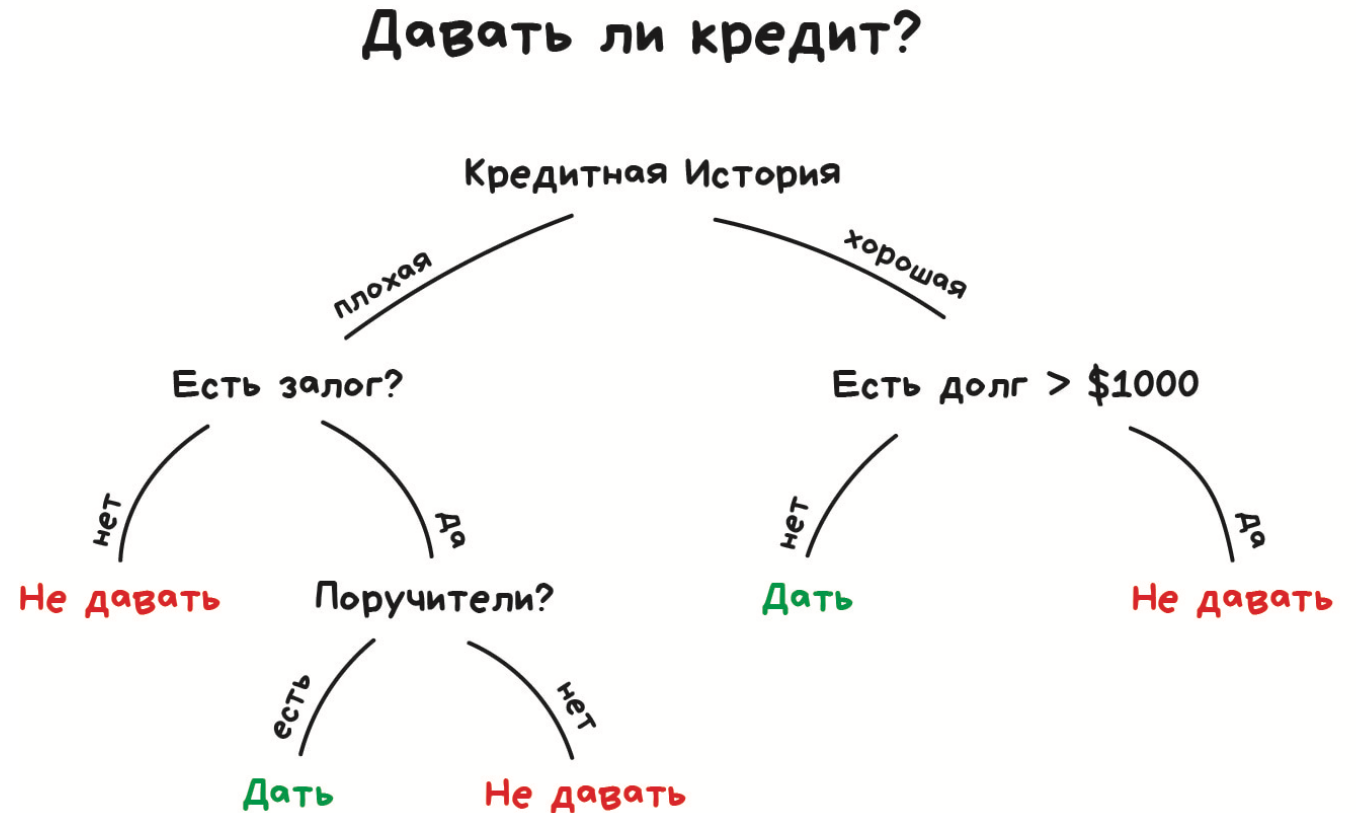 Давать ли кредит?
Кредитная История
плохая
хорошая
Есть залог?
Есть долг > $1000
нет
да
нет
да
Не давать
Поручители?
Дать
Не давать
есть
нет
Дать
Не давать